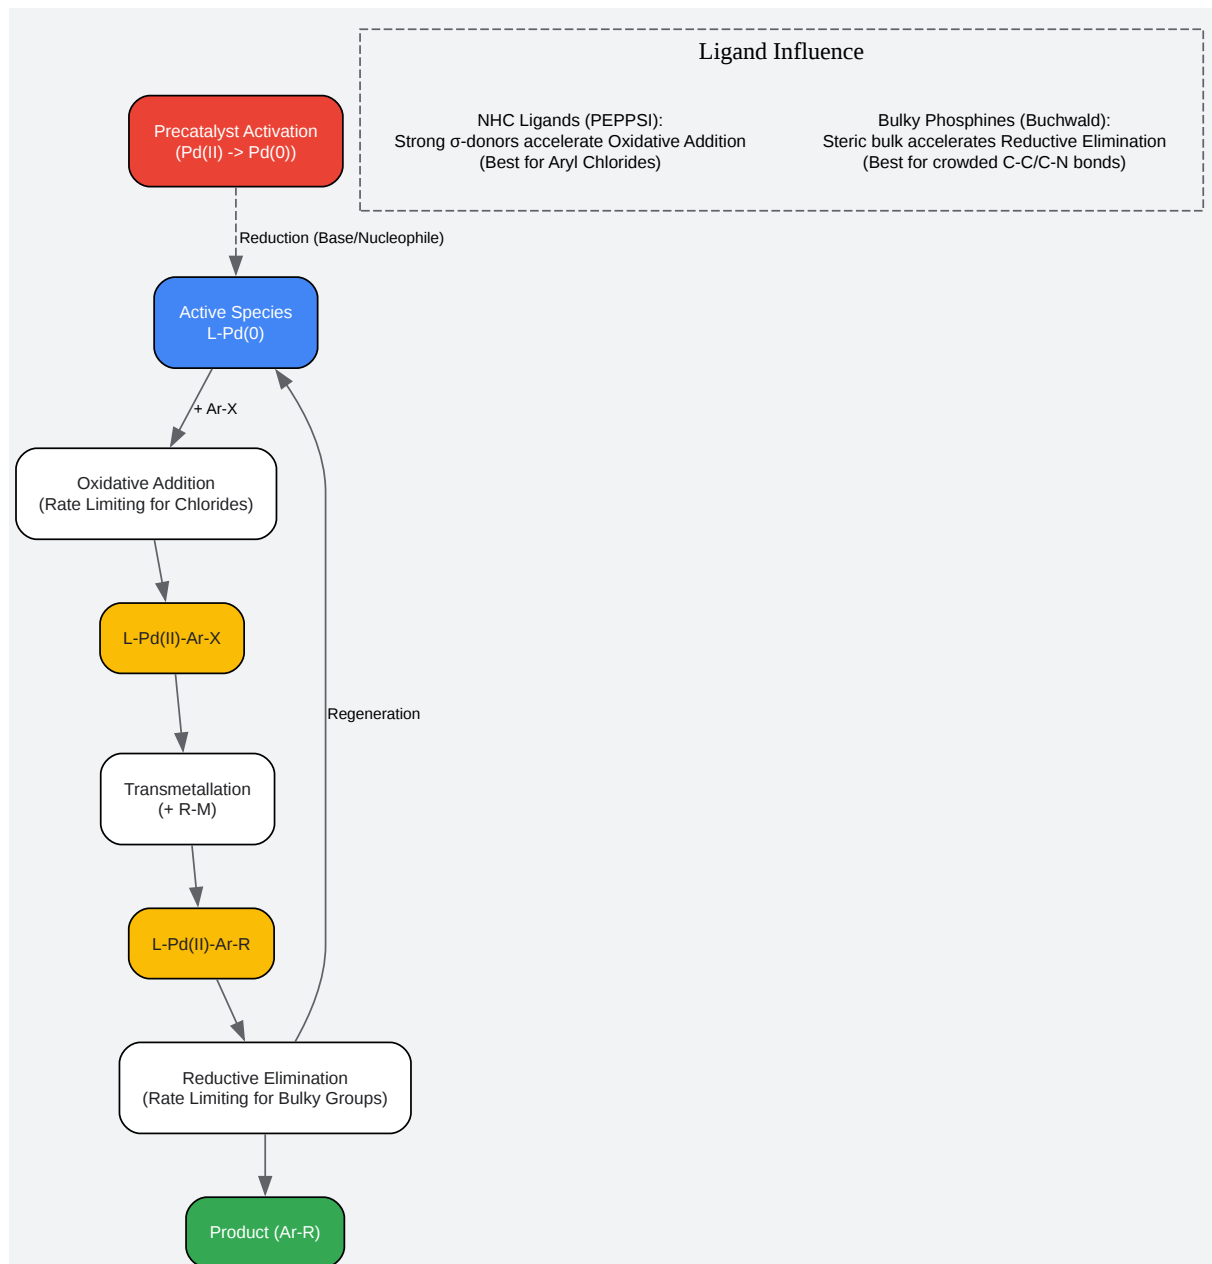 Ligand Influence
NHC Ligands (PEPPSI):
Strong σ-donors accelerate Oxidative Addition
(Best for Aryl Chlorides)
Bulky Phosphines (Buchwald):
Steric bulk accelerates Reductive Elimination
(Best for crowded C-C/C-N bonds)
Precatalyst Activation
(Pd(II) -> Pd(0))
Reduction (Base/Nucleophile)
Active Species
L-Pd(0)
+ Ar-X
Oxidative Addition
(Rate Limiting for Chlorides)
L-Pd(II)-Ar-X
Regeneration
Transmetallation
(+ R-M)
L-Pd(II)-Ar-R
Reductive Elimination
(Rate Limiting for Bulky Groups)
Product (Ar-R)